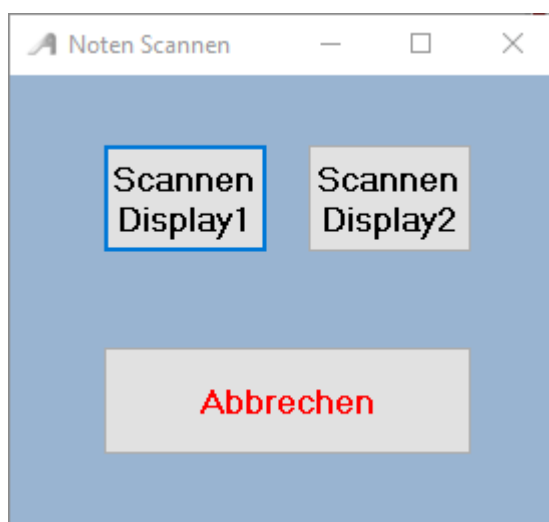 Noten Scannen
Scannen
Display1
Scannen
Display2
Abbrechen